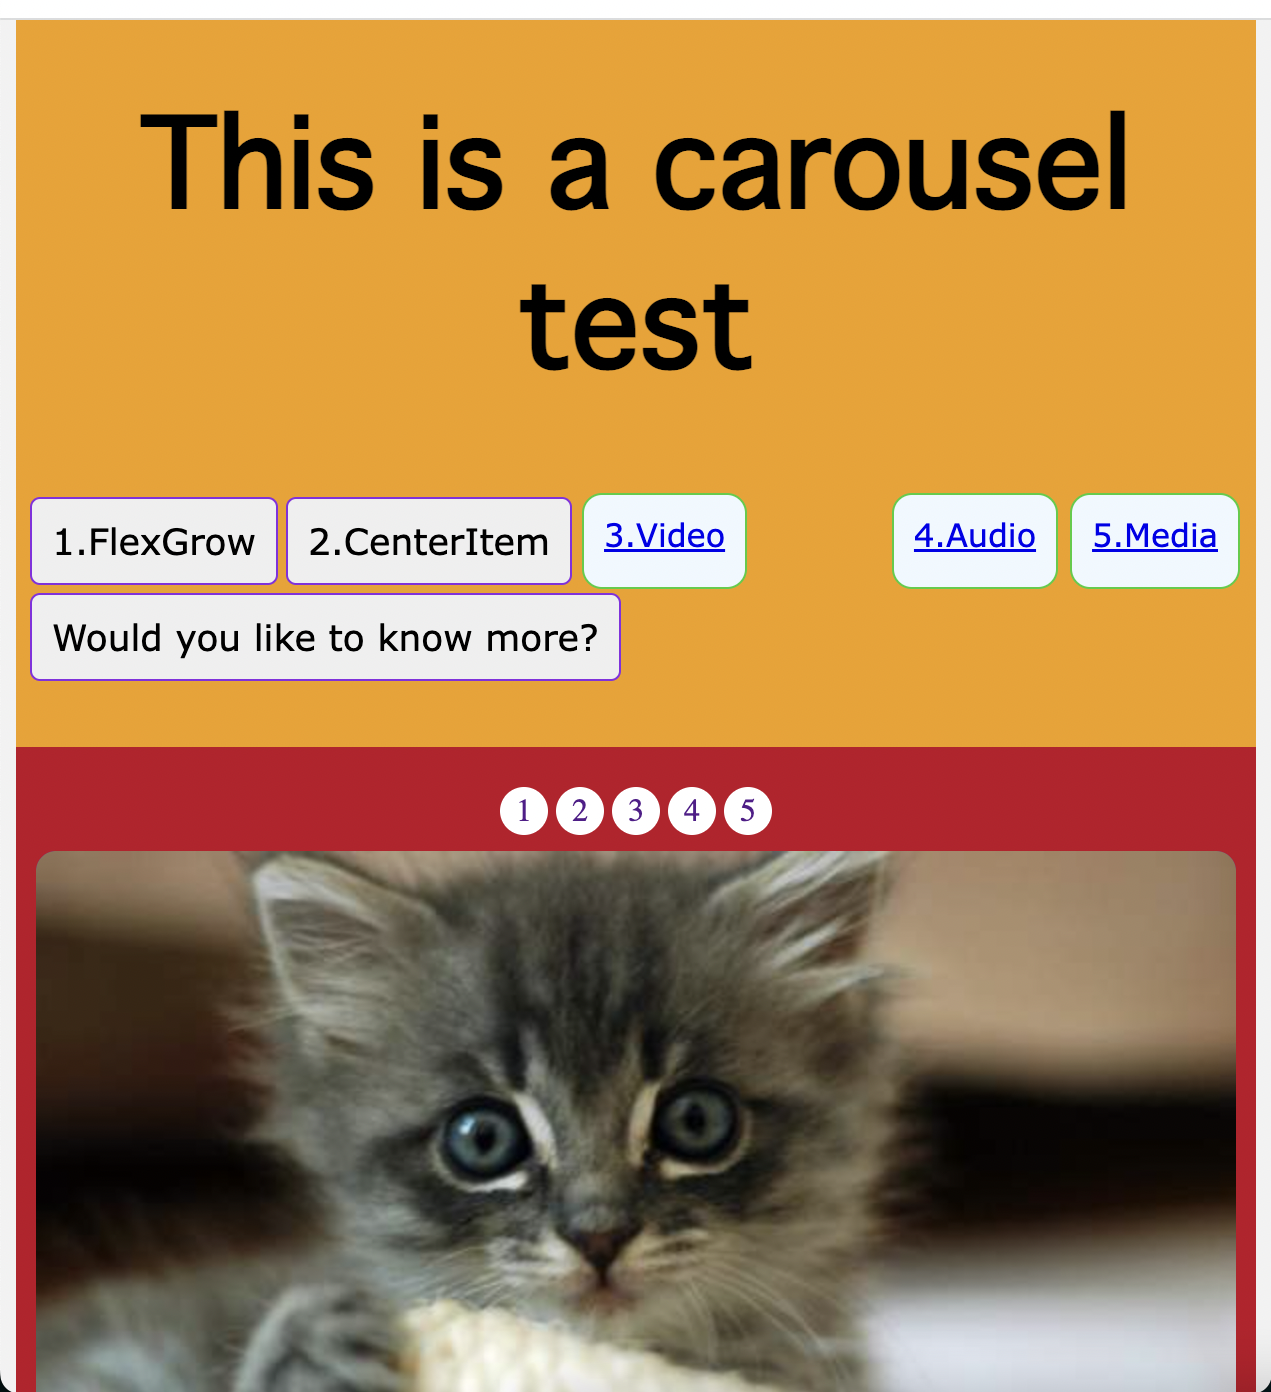 This is a carousel
test
1.FlexGrow 2.CenterItem 3.Video 4.Audio 5.Media
Would you like to know more?
1 2 3 4 5